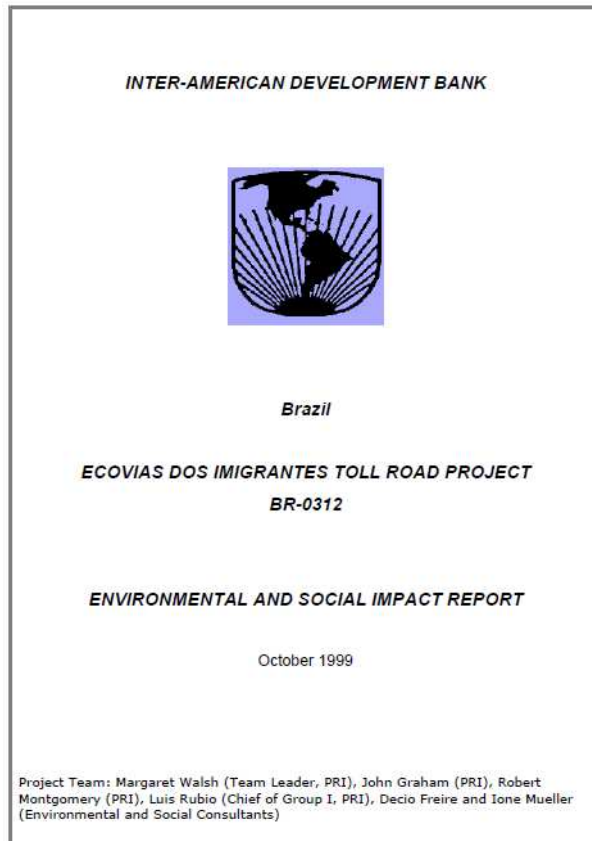 INTER-AMERICAN DEVELOPMENT BANK
Brazil
ECOVIAS DOS IMIGRANTES TOLL ROAD PROJECT
BR-0312
ENVIRONMENTAL AND SOCIAL IMPACT REPORT
October 1999
Project Team: Margaret Walsh (Team Leader, PRI), John Graham (PRI), Robert
Montgomery (PRI), Luis Rubio (Chief of Group I, PRI), Decio Freire and Ione Mueller
(Environmental and Social Consultants)